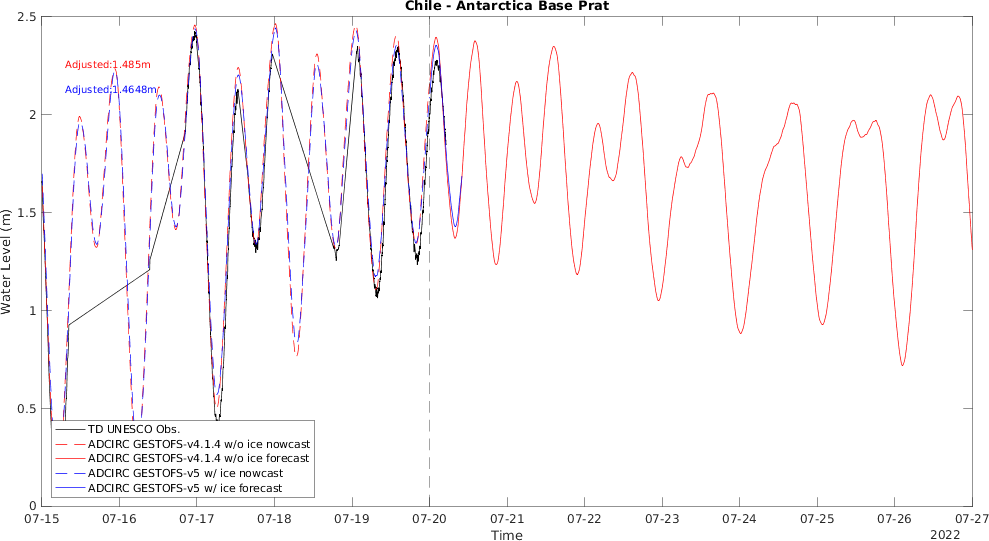 Chile - Antarctica Base Prat
Water Level (m)
2.5
2
1.5
1
0.5
0
Adjusted:1.485m
Adjusted:1.4648m
TD UNESCO Obs.
ADCIRC GESTOFS-v4.1.4 w/o ice nowcast
ADCIRC GESTOFS-v4.1.4 w/o ice forecast
ADCIRC GESTOFS-v5 w/ ice nowcast
ADCIRC GESTOFS-v5 w/ ice forecast
07-15 07-16 07-17 07-18 07-19 07-20 07-21 07-22 07-23 07-24 07-25 07-26 07-27
Time
2022